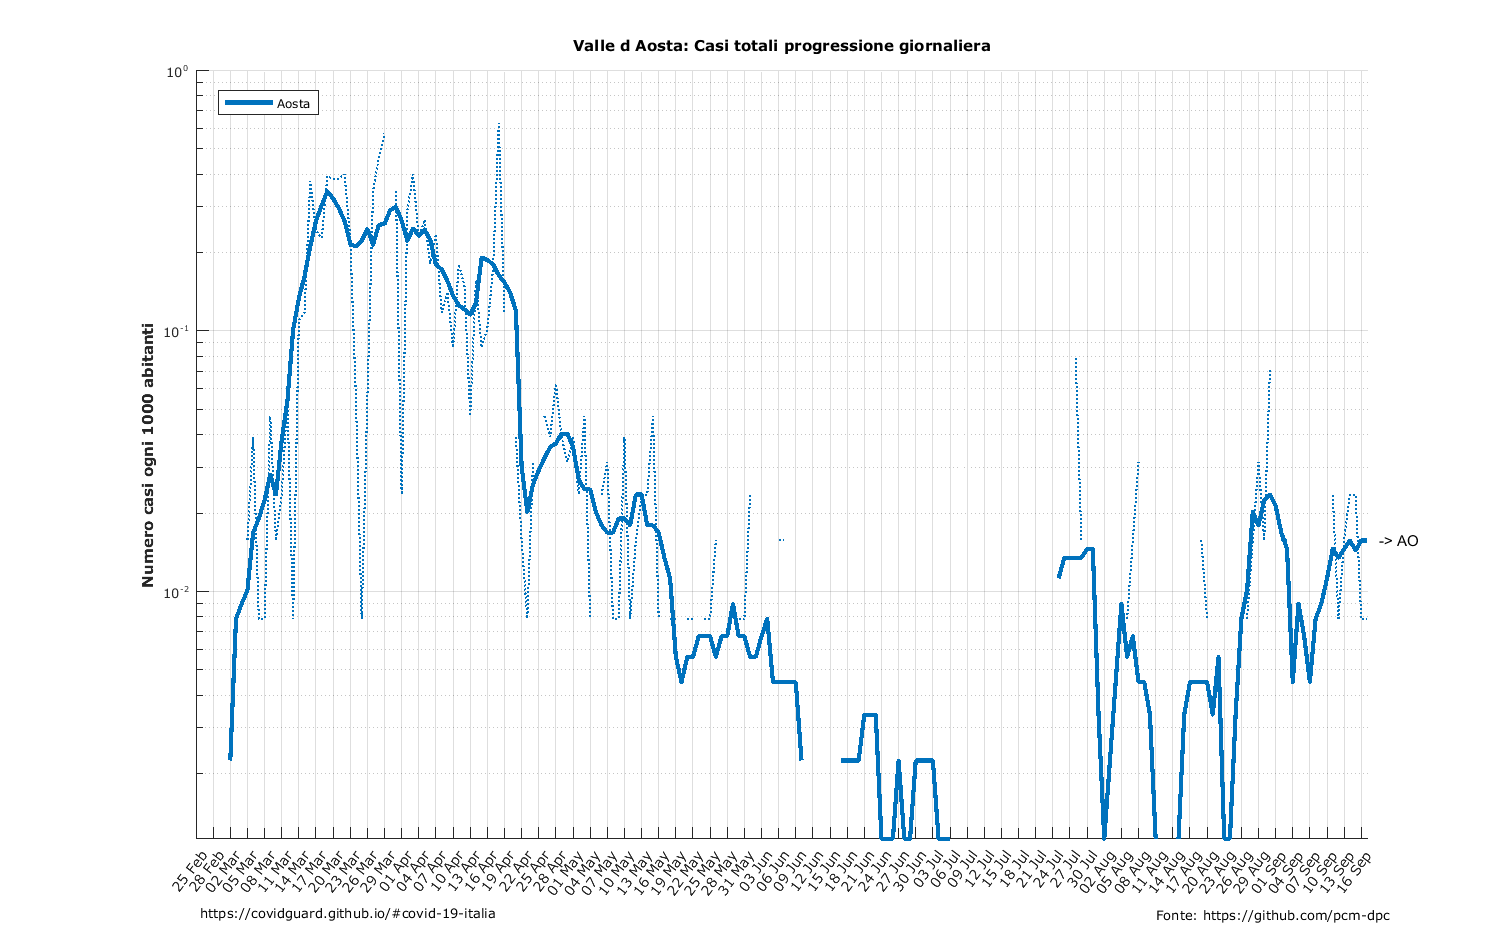 Valle d Aosta: Casi totali progressione giornaliera
10^0
Aosta
10^-1
10^-2
Numero casi ogni 1000 abitanti
-> AO
25 Feb
28 Feb
02 Mar
05 Mar
08 Mar
11 Mar
14 Mar
17 Mar
20 Mar
23 Mar
26 Mar
29 Mar
01 Apr
04 Apr
07 Apr
10 Apr
13 Apr
16 Apr
19 Apr
22 Apr
25 Apr
28 Apr
01 May
04 May
07 May
10 May
13 May
16 May
19 May
22 May
25 May
28 May
31 May
03 Jun
06 Jun
09 Jun
12 Jun
15 Jun
18 Jun
21 Jun
24 Jun
27 Jun
30 Jun
03 Jul
06 Jul
09 Jul
12 Jul
15 Jul
18 Jul
21 Jul
24 Jul
27 Jul
30 Jul
02 Aug
05 Aug
08 Aug
11 Aug
14 Aug
17 Aug
20 Aug
23 Aug
26 Aug
29 Aug
01 Sep
04 Sep
07 Sep
10 Sep
13 Sep
16 Sep
https://covidguard.github.io/#covid-19-italia
Fonte: https://github.com/pcm-dpc